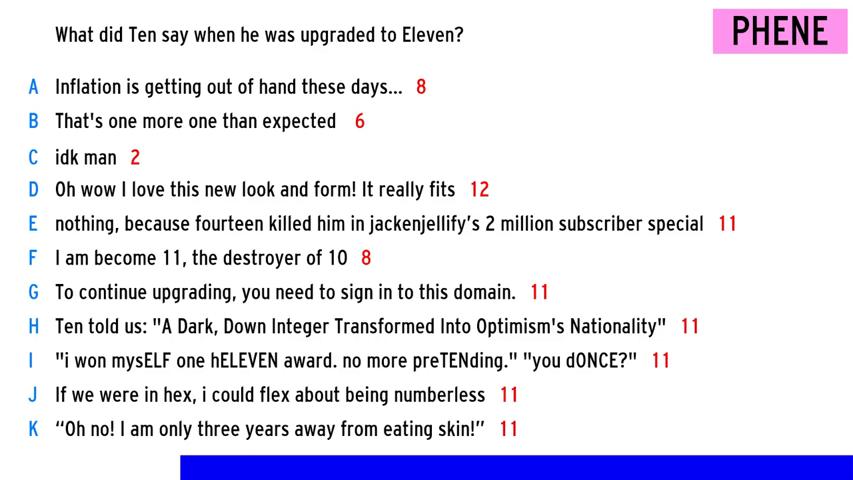 What did Ten say when he was upgraded to Eleven?
PHENE
A Inflation is getting out of hand these days... 8
B That's one more one than expected 6
C idk man 2
D Oh wow I love this new look and form! It really fits 12
E nothing, because fourteen killed him in jackenjellify’s 2 million subscriber special 11
F I am become 11, the destroyer of 10 8
G To continue upgrading, you need to sign in to this domain. 11
H Ten told us: "A Dark, Down Integer Transformed Into Optimism's Nationality" 11
I "i won mysELF one hELEVEN award. no more preTENding." "you dONCE?" 11
J If we were in hex, i could flex about being numberless 11
K “Oh no! I am only three years away from eating skin!” 11